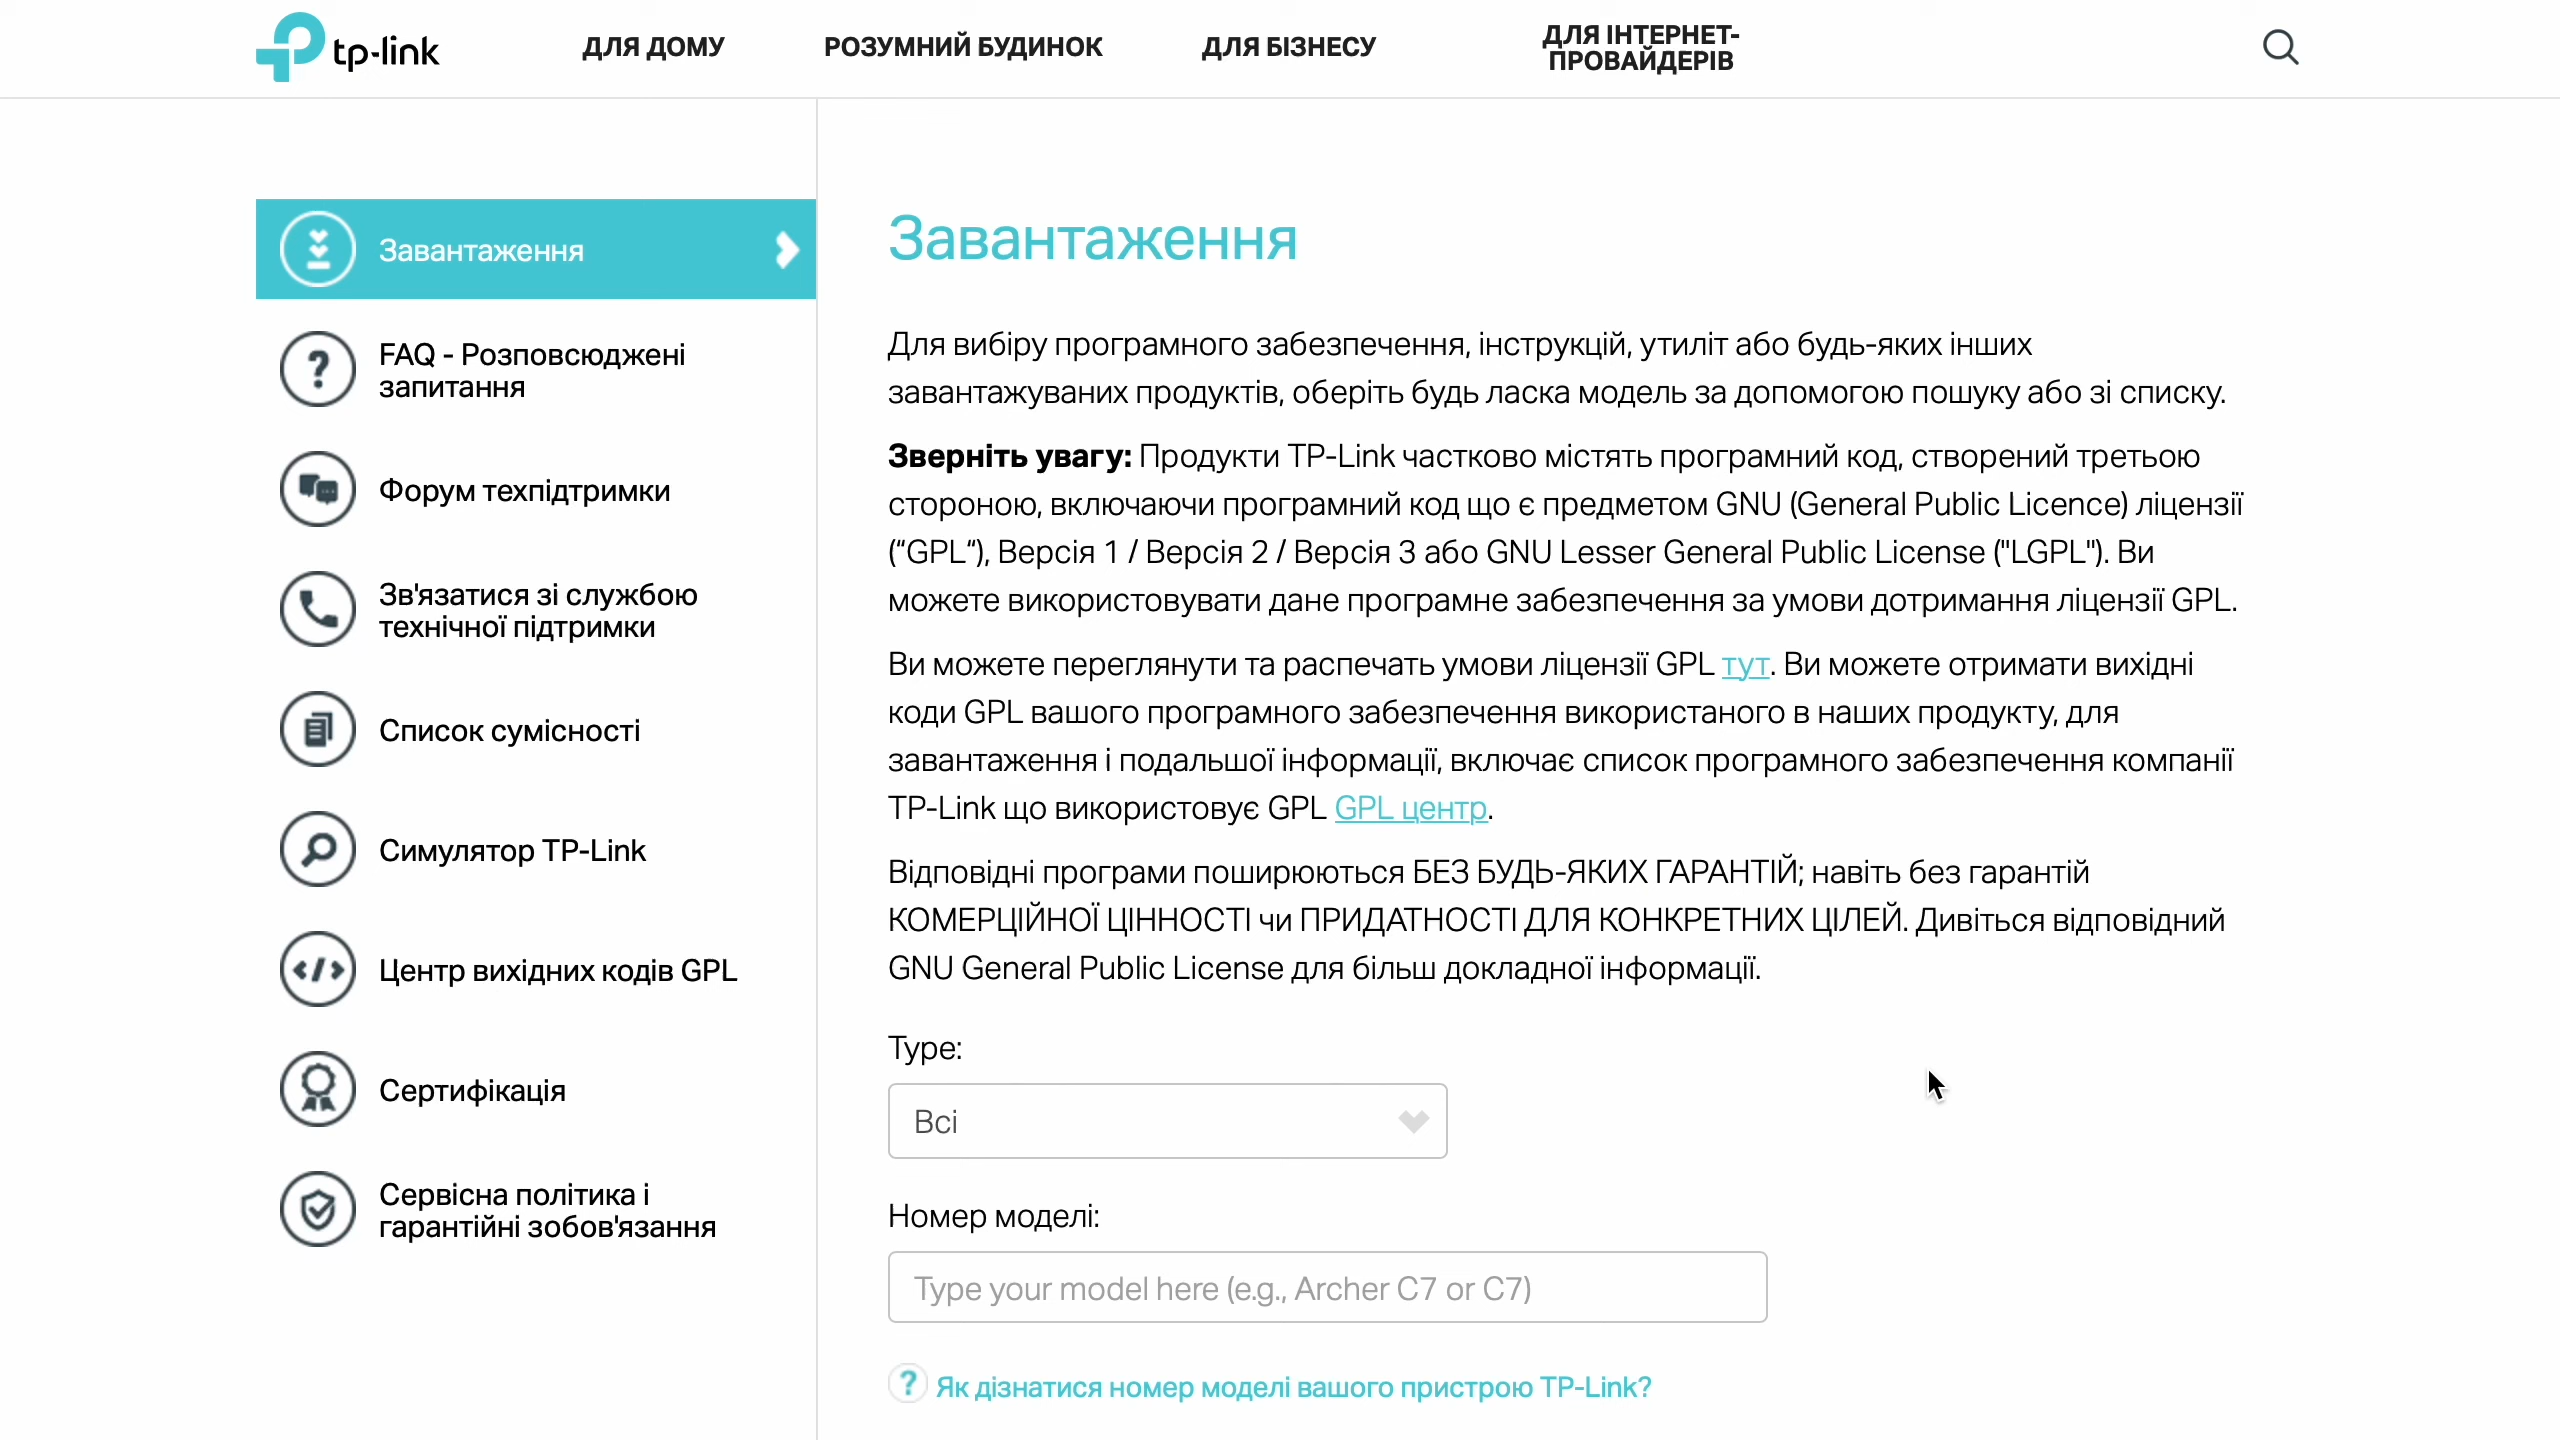 tp-link
ДЛЯ ДОМУ
РОЗУМНИЙ БУДИНОК
ДЛЯ БІЗНЕСУ
ДЛЯ ІНТЕРНЕТ-
ПРОВАЙДЕРІВ
Завантаження
FAQ - Розповсюджені
запитання
Форум техпідтримки
Зв'язатися зі службою
технічної підтримки
Список сумісності
Симулятор TP-Link
Центр вихідних кодів GPL
Сертифікація
Сервісна політика і
гарантійні зобов'язання
Завантаження
Для вибіру програмного забезпечення, інструкцій, утиліт або будь-яких інших
завантажуваних продуктів, оберіть будь ласка модель за допомогою пошуку або зі списку.
Зверніть увагу: Продукти TP-Link частково містять програмний код, створений третьою
стороною, включаючи програмний код що є предметом GNU (General Public Licence) ліцензії
(“GPL“), Версія 1 / Версія 2 / Версія 3 або GNU Lesser General Public License ("LGPL"). Ви
можете використовувати дане програмне забезпечення за умови дотримання ліцензії GPL.
Ви можете переглянути та распечать умови ліцензії GPL тут. Ви можете отримати вихідні
коди GPL вашого програмного забезпечення використаного в наших продукту, для
завантаження і подальшої інформації, включає список програмного забезпечення компанії
TP-Link що використовує GPL GPL центр.
Відповідні програми поширюються БЕЗ БУДЬ-ЯКИХ ГАРАНТІЙ; навіть без гарантій
КОМЕРЦІЙНОЇ ЦІННОСТІ чи ПРИДАТНОСТІ ДЛЯ КОНКРЕТНИХ ЦІЛЕЙ. Дивіться відповідний
GNU General Public License для більш докладної інформації.
Type:
Всі
Номер моделі:
Type your model here (e.g., Archer C7 or C7)
Як дізнатися номер моделі вашого пристрою TP-Link?